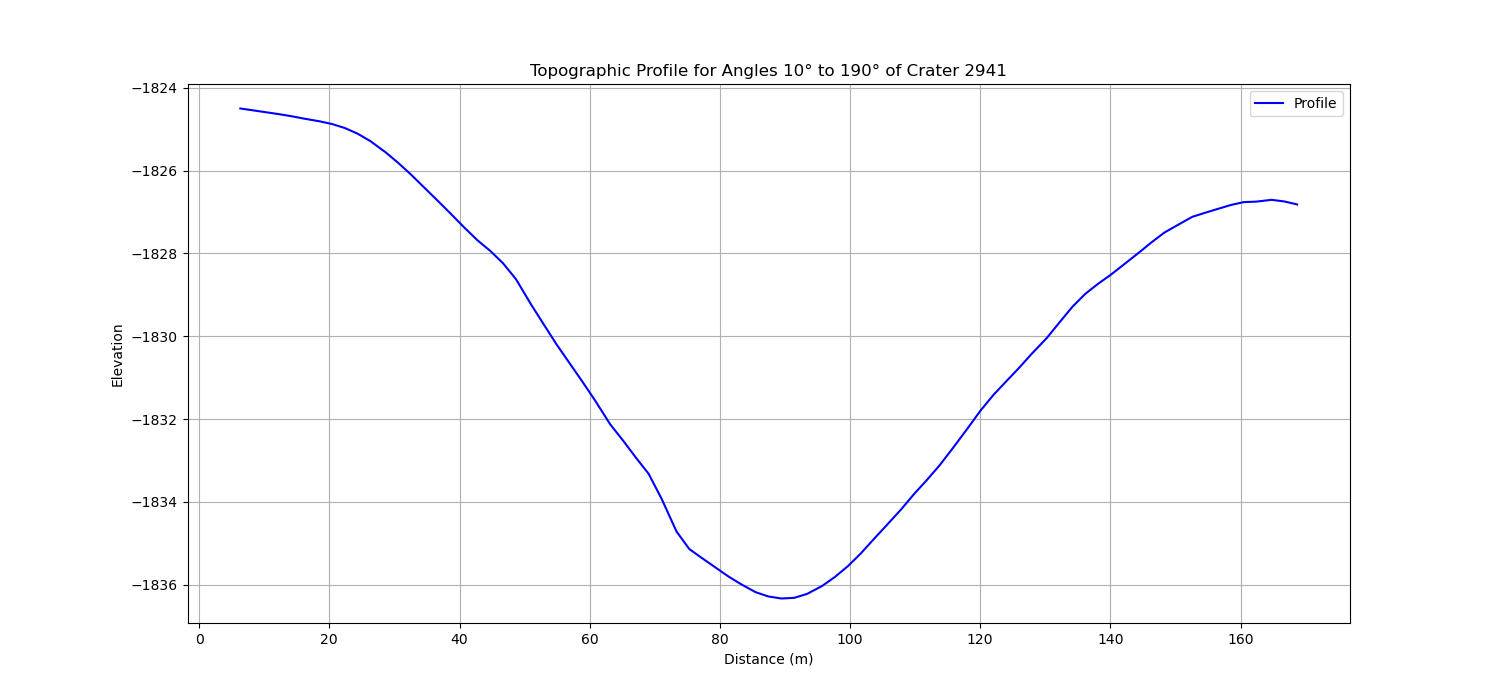 Topographic Profile for Angles 10° to 190° of Crater 2941
Profile
−1824
−1826
−1828
−1830
−1832
−1834
−1836
Elevation
0 20 40 60 80 100 120 140 160
Distance (m)